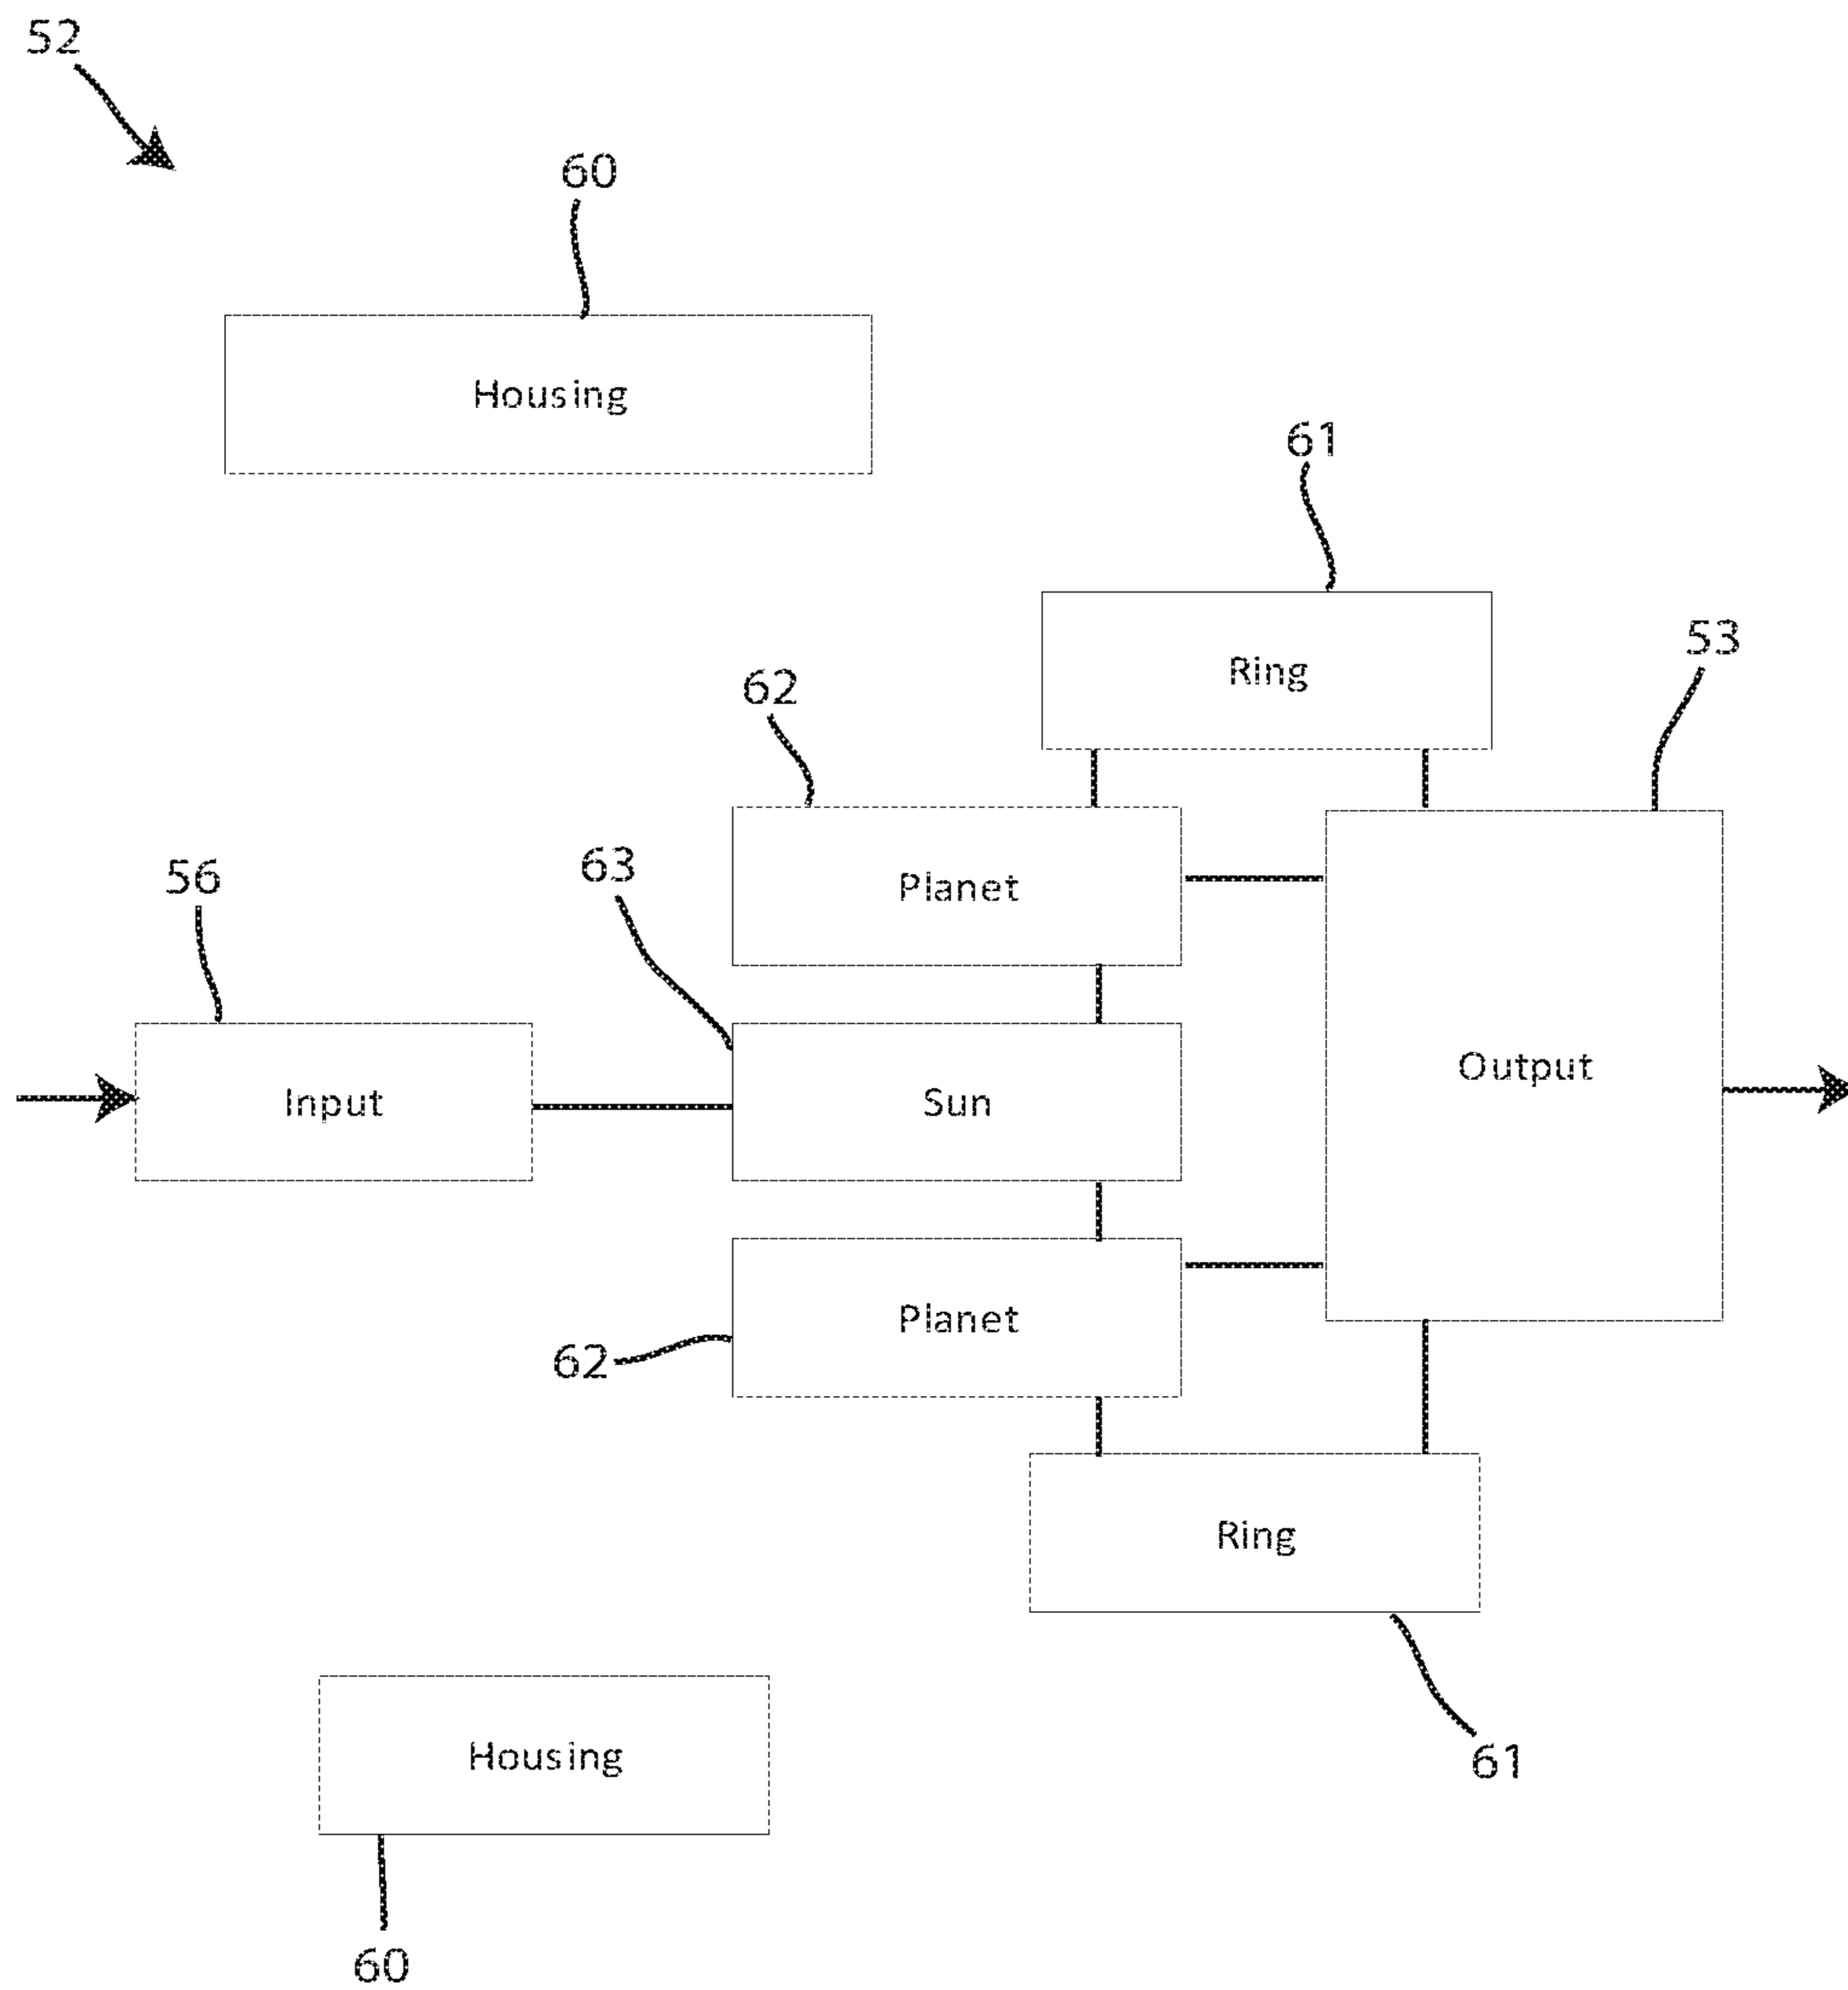 52
60
Housing
61
Ring
53
62
Planet
63
56
Input
Sun
Output
Planet
62
Ring
61
Housing
60